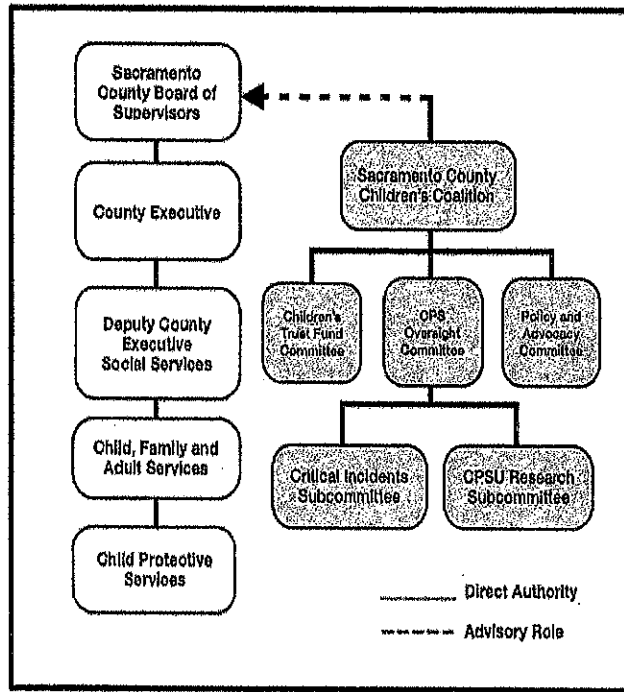 Sacramento
County Board of
Supervisors
County Executive
Deputy County
Executive
Social Services
Child, Family and
Adult Services
Child Protective
Services
Sacramento County
Children's Coalition
Children's
Trust Fund
Committee
CPS
Oversight
Committee
Policy and
Advocacy
Committee
Critical Incidents
Subcommittee
CPSU Research
Subcommittee
Direct Authority
Advisory Role